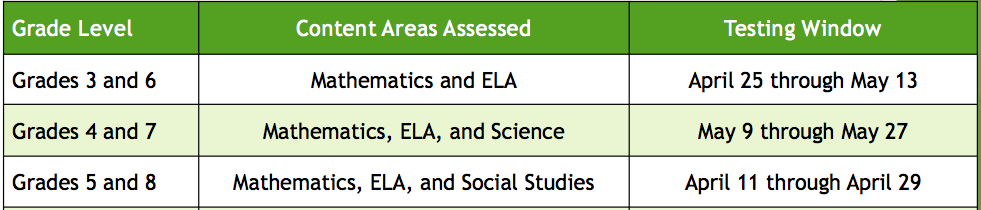 Grade Level Content Areas Assessed Testing Window
Grades 3 and 6 Mathematics and ELA April 25 through May 13
Grades 4 and 7 Mathematics, ELA, and Science May 9 through May 27
Grades 5 and 8 Mathematics, ELA, and Social Studies April 11 through April 29